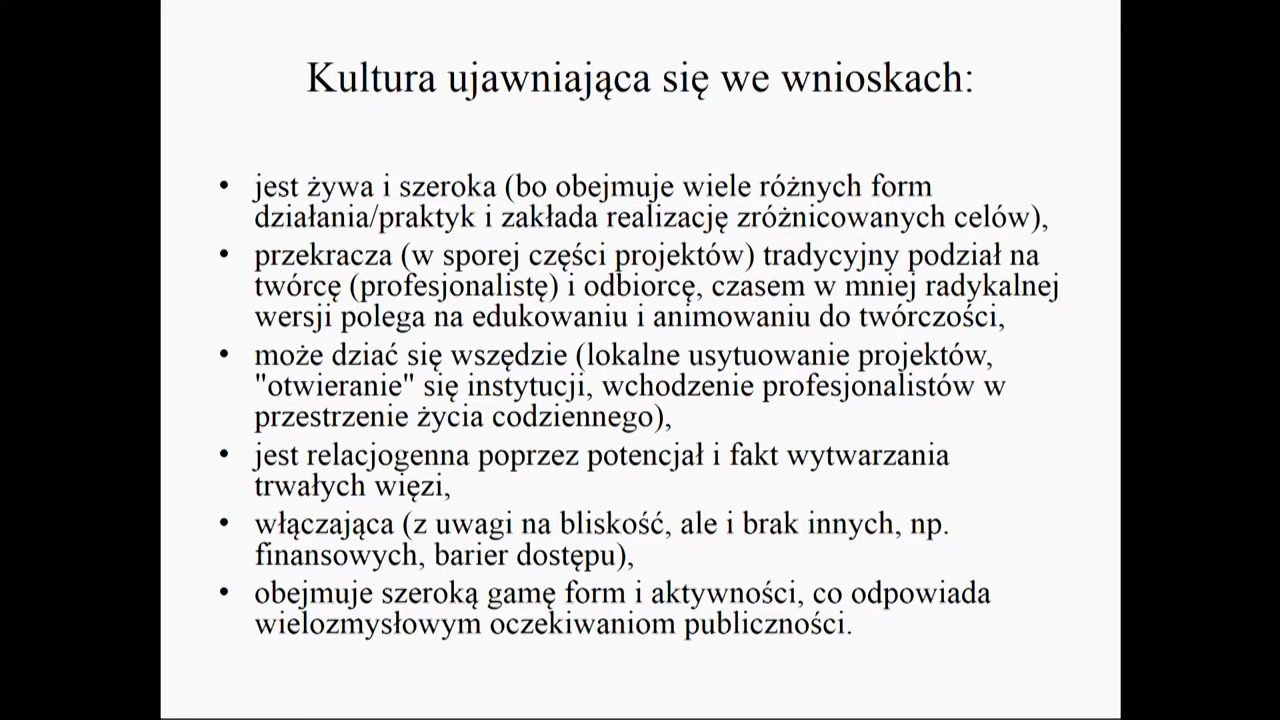 Kultura ujawniająca się we wnioskach:
• jest żywa i szeroka (bo obejmuje wiele różnych form
działania/praktyk i zakłada realizację zróżnicowanych celów),
• przekracza (w sporej części projektów) tradycyjny podział na
twórcę (profesjonalistę) i odbiorcę, czasem w mniej radykalnej
wersji polega na edukowaniu i animowaniu do twórczości,
• może dziać się wszędzie (lokalne usytuowanie projektów,
"otwieranie" się instytucji, wchodzenie profesjonalistów w
przestrzenie życia codziennego),
• jest relacjogenna poprzez potencjał i fakt wytwarzania
trwałych więzi,
• włączająca (z uwagi na bliskość, ale i brak innych, np.
finansowych, barier dostępu),
• obejmuje szeroką gamę form i aktywności, co odpowiada
wielozmysłowym oczekiwaniom publiczności.